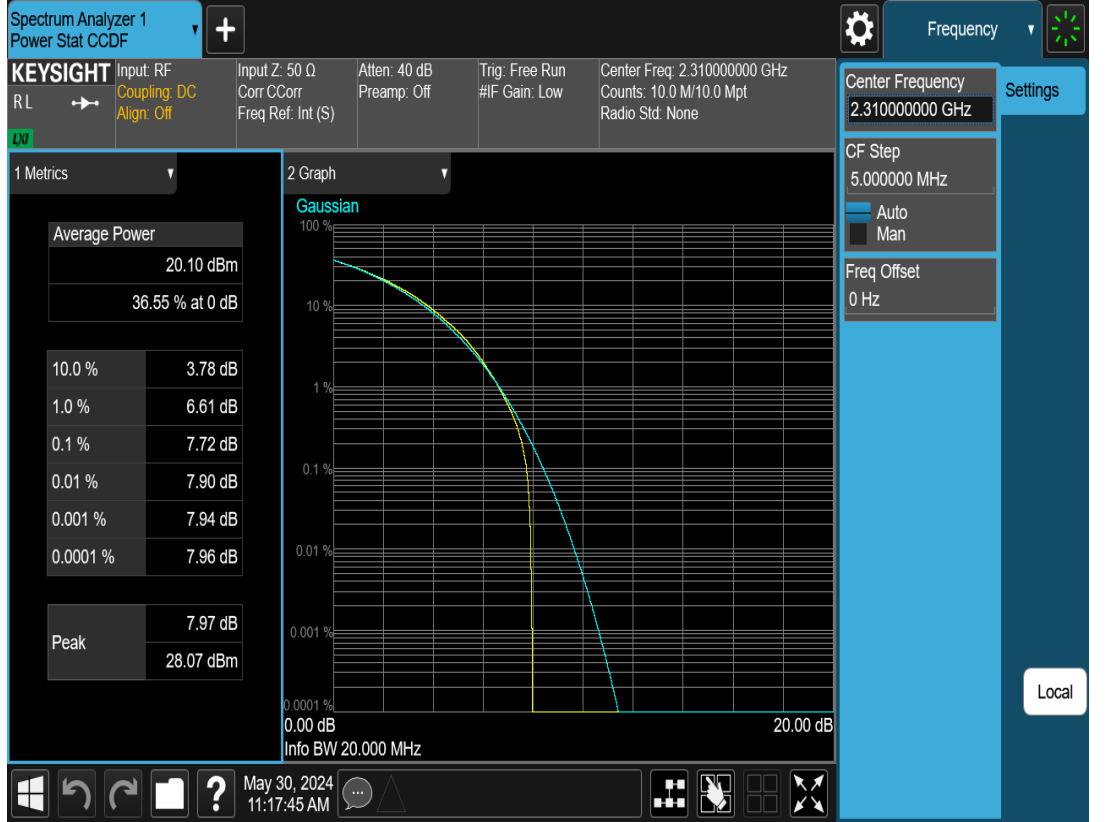 Spectrum Analyzer 1
Power Stat CCDF
+
Frequency
KEYSIGHT
RL
LXI
Input: RF
Coupling: DC
Align: Off
Input Z: 50 Ω
Corr CCorr
Freq Ref: Int (S)
Atten: 40 dB
Preamp: Off
Trig: Free Run
#IF Gain: Low
Center Freq: 2.310000000 GHz
Counts: 10.0 M/10.0 Mpt
Radio Std: None
1 Metrics
Average Power
20.10 dBm
36.55 % at 0 dB
10.0 % 3.78 dB
1.0 % 6.61 dB
0.1 % 7.72 dB
0.01 % 7.90 dB
0.001 % 7.94 dB
0.0001 % 7.96 dB
Peak
7.97 dB
28.07 dBm
2 Graph
Gaussian
100 %
10 %
1 %
0.1 %
0.01 %
0.001 %
0.0001 %
0.00 dB 20.00 dB
Info BW 20.000 MHz
Center Frequency
2.310000000 GHz
CF Step
5.000000 MHz
Auto
Man
Freq Offset
0 Hz
Settings
Local
?
May 30, 2024
11:17:45 AM